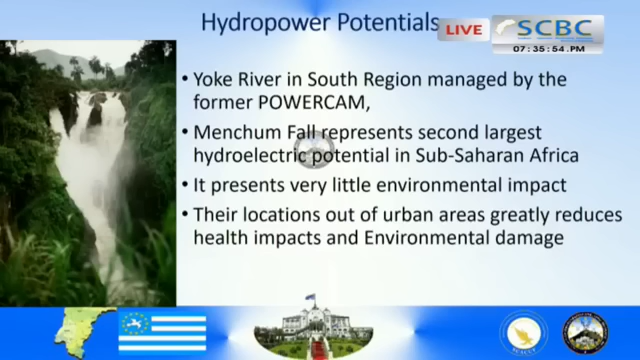 Hydropower Potentials
LIVE
SCBC
07:35:54 PM
• Yoke River in South Region managed by the
former POWERCAM,
• Menchum Fall represents second largest
hydroelectric potential in Sub-Saharan Africa
• It presents very little environmental impact
• Their locations out of urban areas greatly reduces
health impacts and Environmental damage